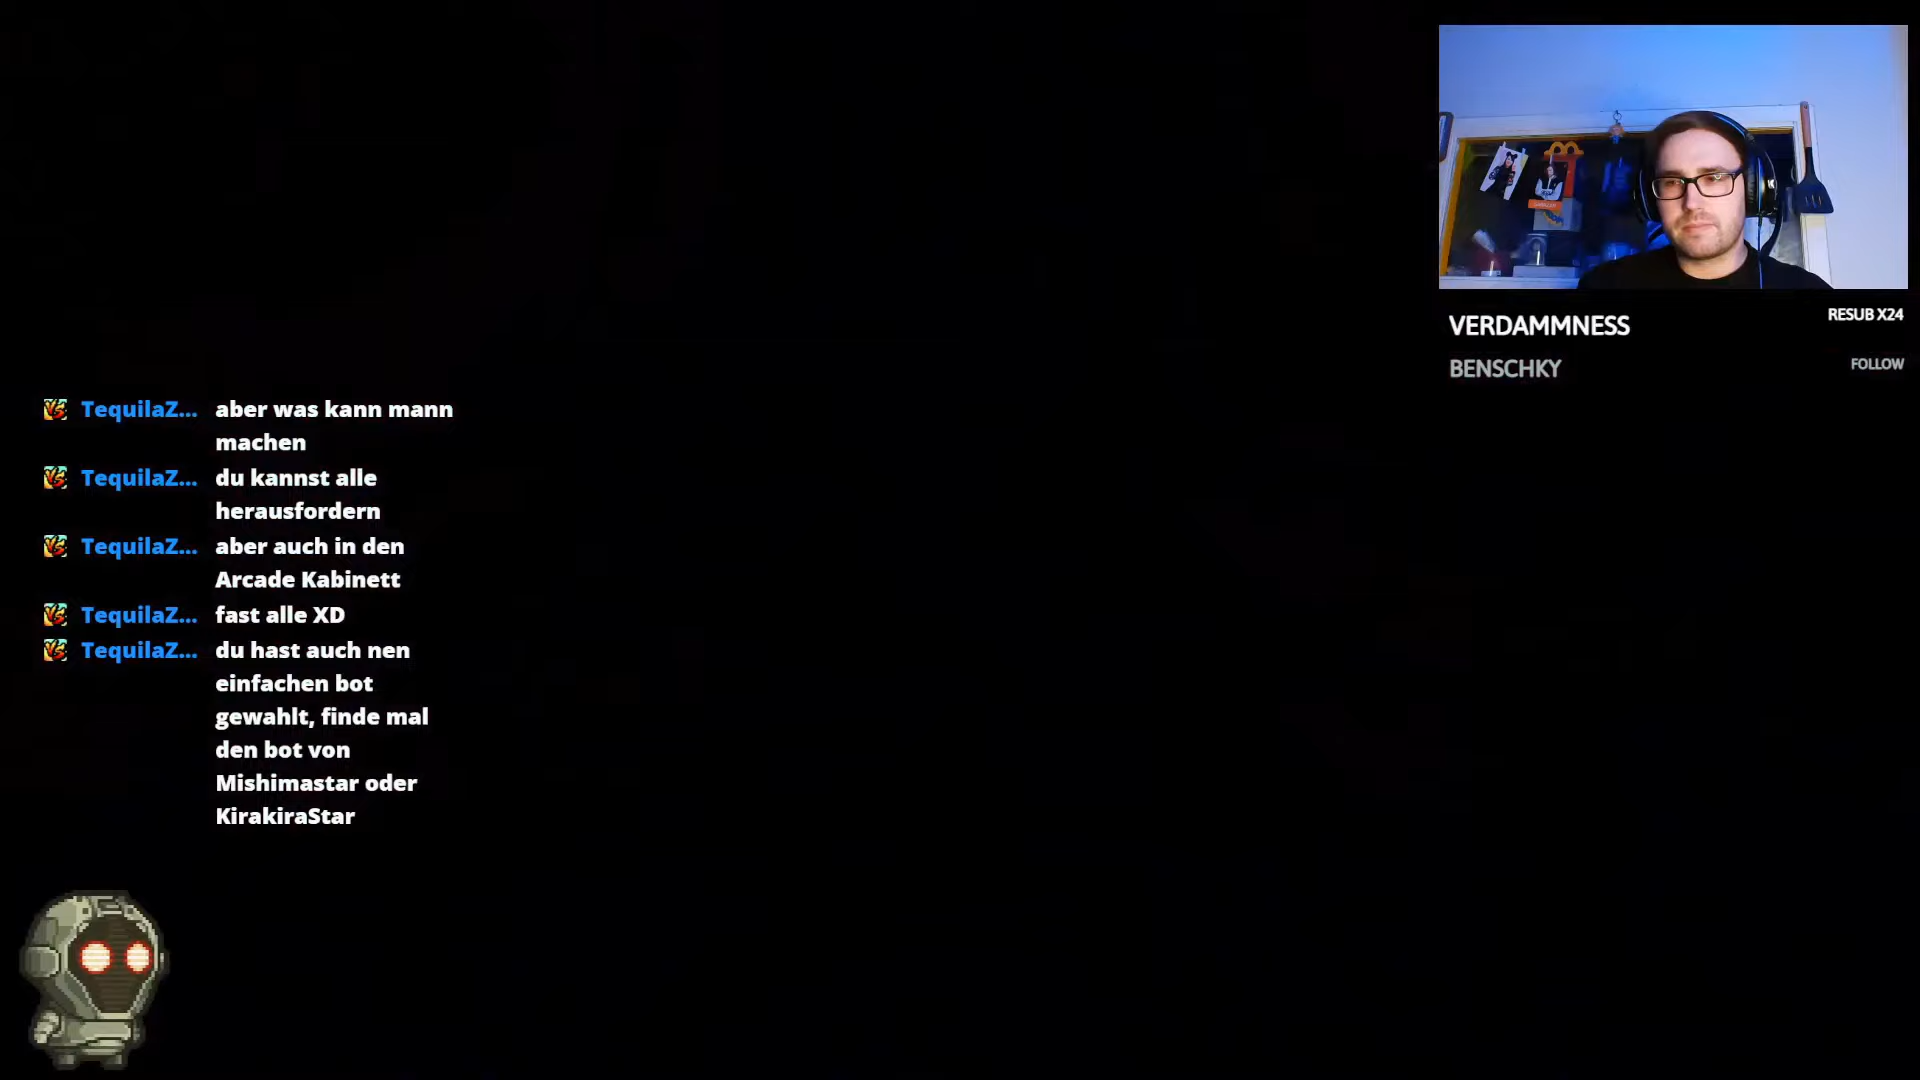 VERDAMMNESS RESUB X24
BENSCHKY FOLLOW
TequilaZ... aber was kann mann
machen
TequilaZ... du kannst alle
herausfordern
TequilaZ... aber auch in den
Arcade Kabinett
TequilaZ... fast alle XD
TequilaZ... du hast auch nen
einfachen bot
gewahlt, finde mal
den bot von
Mishimastar oder
KirakiraStar